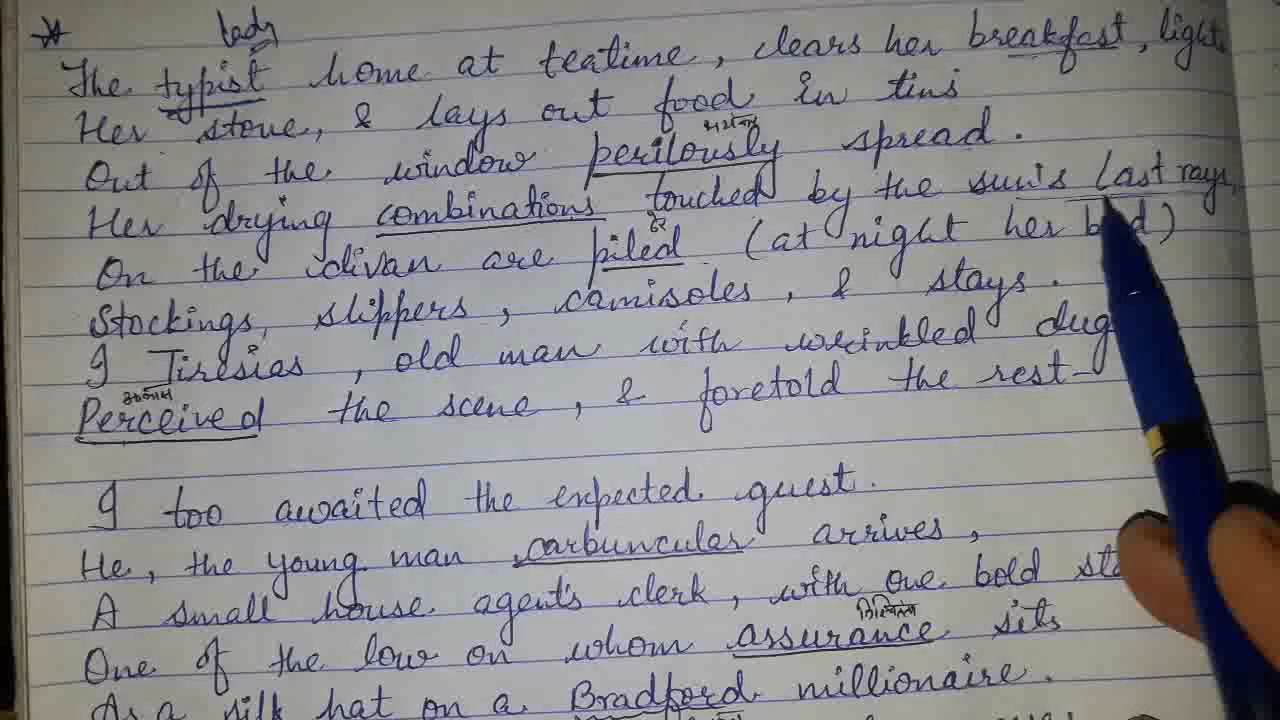 lady
The typist home at teatime, clears her breakfast, light
Her stove, & lays out food in tins
Out of the window perilously spread.
Her drying combinations touched by the sun's last rays,
ढेर
On the divan are piled (at night her bed)
Stockings, slippers, camisoles, & stays.
I Tiresias, old man with wrinkled dug
Perceived the scene, & foretold the rest-
I too awaited the expected guest.
He, the young man carbuncular arrives,
A small house agent's clerk, with one bold sta
One of the low on whom assurance sits
As a silk hat on a Bradford millionaire.